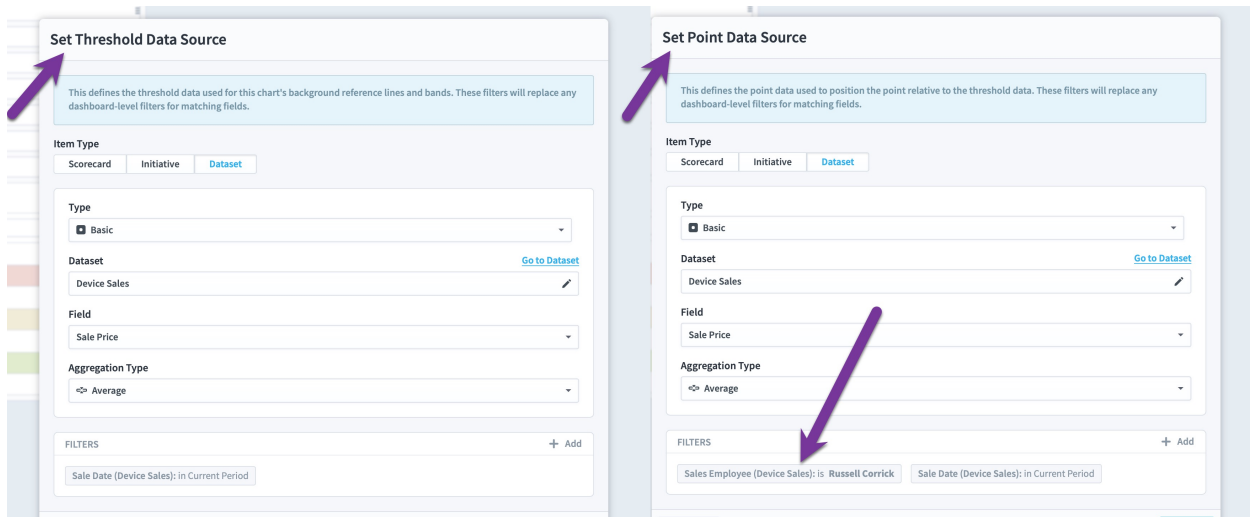 Set Threshold Data Source
This defines the threshold data used for this chart's background reference lines and bands. These filters will replace any
dashboard-level filters for matching fields.
Item Type
Scorecard Initiative Dataset
Type
Basic
Dataset Go to Dataset
Device Sales
Field
Sale Price
Aggregation Type
Average
FILTERS + Add
Sale Date (Device Sales): in Current Period
Set Point Data Source
This defines the point data used to position the point relative to the threshold data. These filters will replace any
dashboard-level filters for matching fields.
Item Type
Scorecard Initiative Dataset
Type
Basic
Dataset Go to Dataset
Device Sales
Field
Sale Price
Aggregation Type
Average
FILTERS + Add
Sales Employee (Device Sales): is Russell Corrick Sale Date (Device Sales): in Current Period